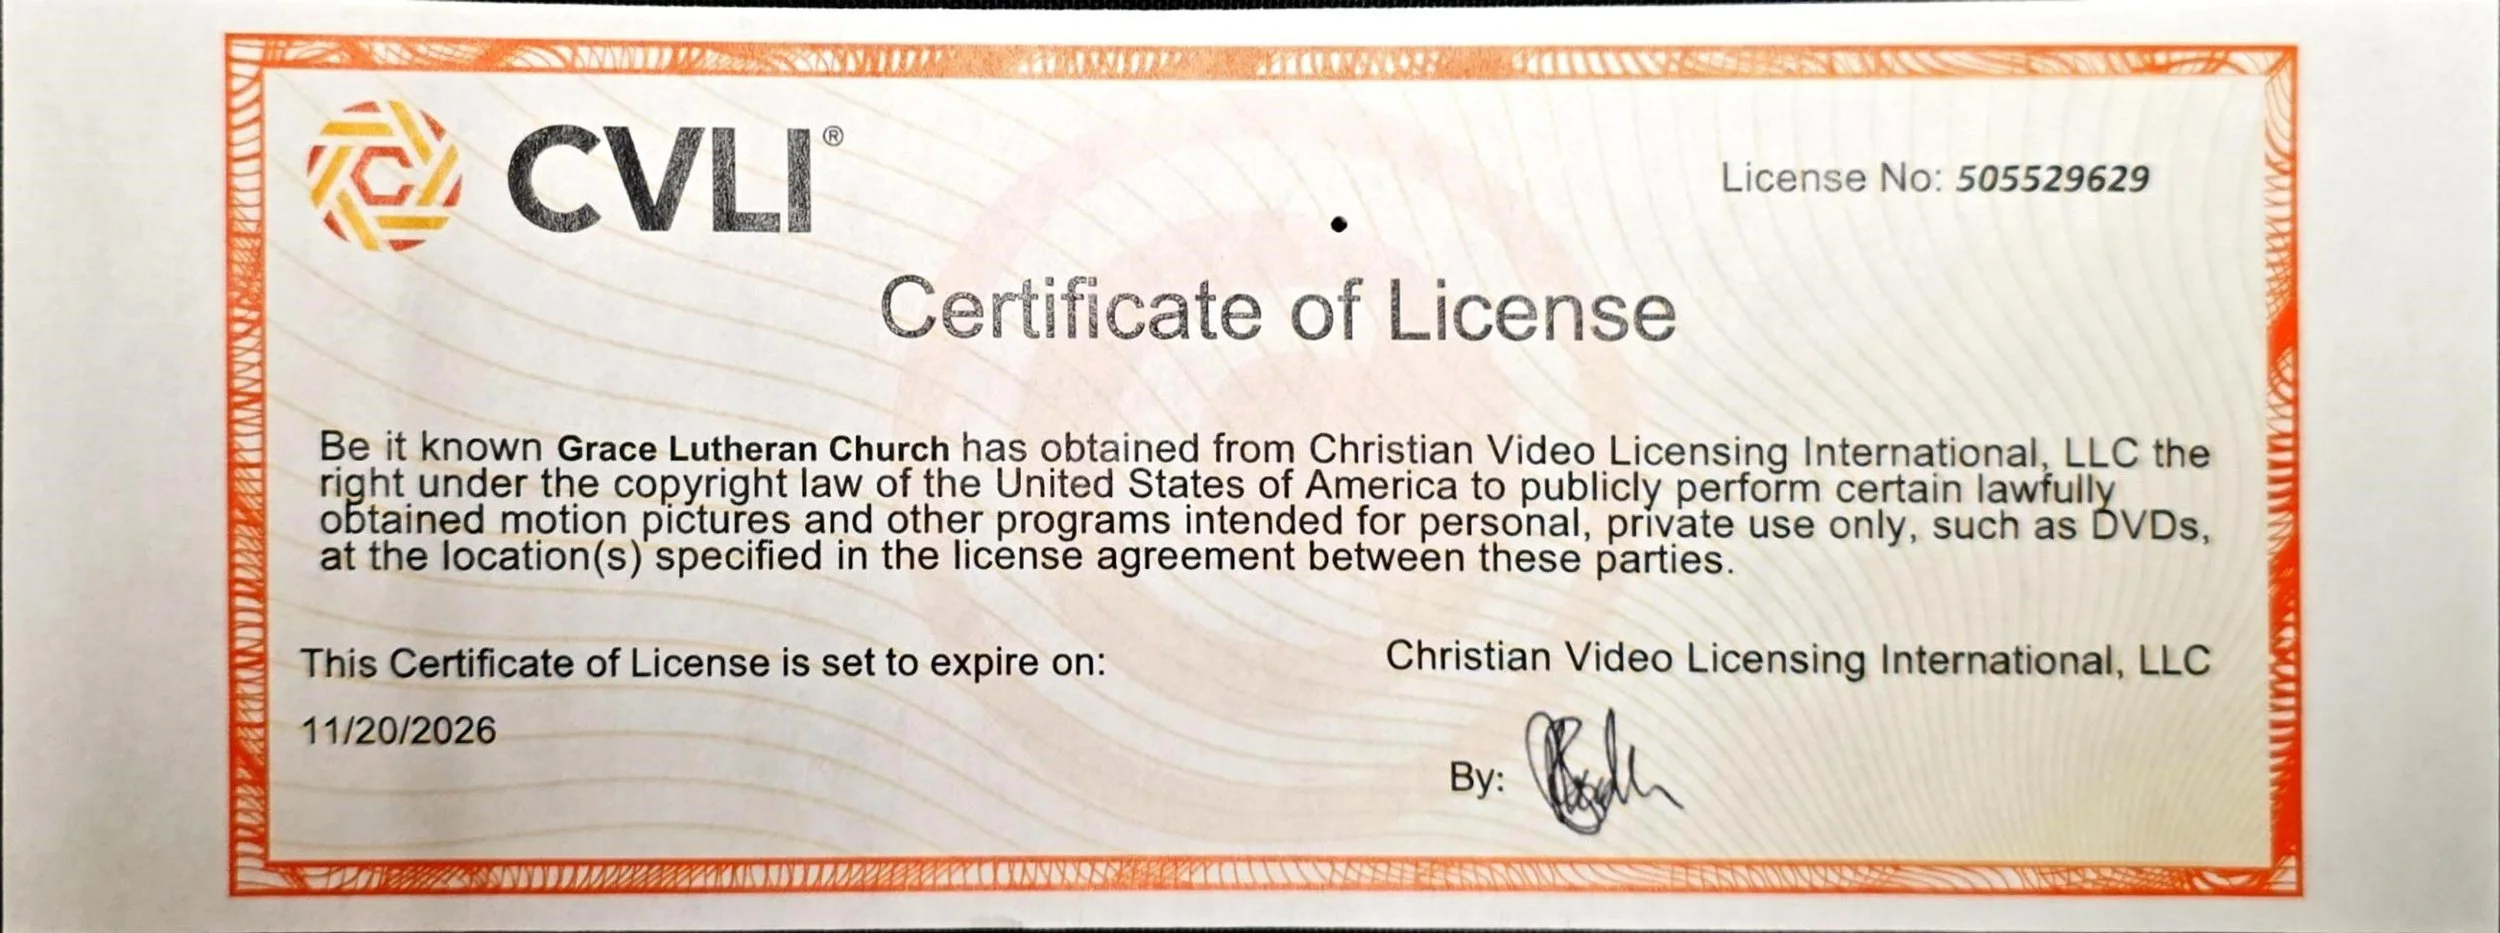 CVLI®
License No: 505529629
Certificate of License
Be it known Grace Lutheran Church has obtained from Christian Video Licensing International, LLC the
right under the copyright law of the United States of America to publicly perform certain lawfully
obtained motion pictures and other programs intended for personal, private use only, such as DVDs,
at the location(s) specified in the license agreement between these parties.
This Certificate of License is set to expire on:
11/20/2026
Christian Video Licensing International, LLC
By: